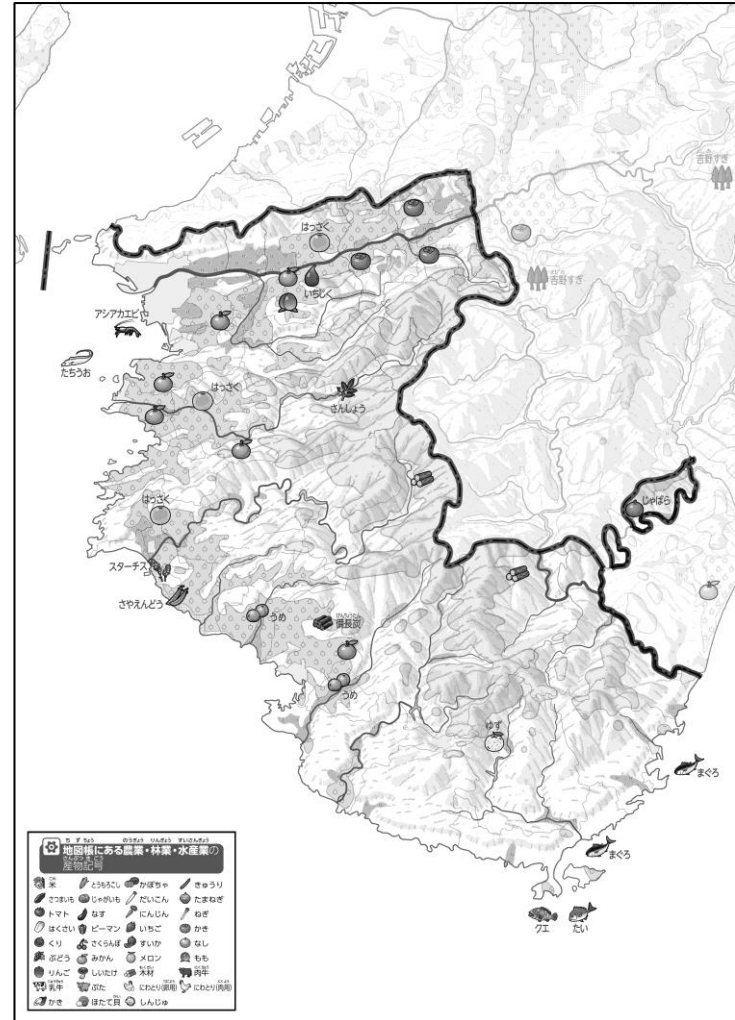 吉野すぎ
はっさく
吉野すぎ
いちじく
アシアカエビ
たちうお
はっさく
さんしょう
じゃばら
はっさく
スターチス
さやえんどう
うめ
備長炭
うめ
ゆず
まぐろ
まぐろ
クエ
たい
地図帳にある農業・林業・水産業の
産物記号
米 とうもろこし かぼちゃ きゅうり
さつまいも じゃがいも だいこん たまねぎ
トマト なす にんじん ねぎ
はくさい ピーマン いちご かき
くり さくらんぼ すいか なし
ぶどう みかん メロン もも
りんご しいたけ 木材 肉牛
乳牛 ぶた にわとり(卵用) にわとり(肉用)
かき ほたて貝 しんじゅ